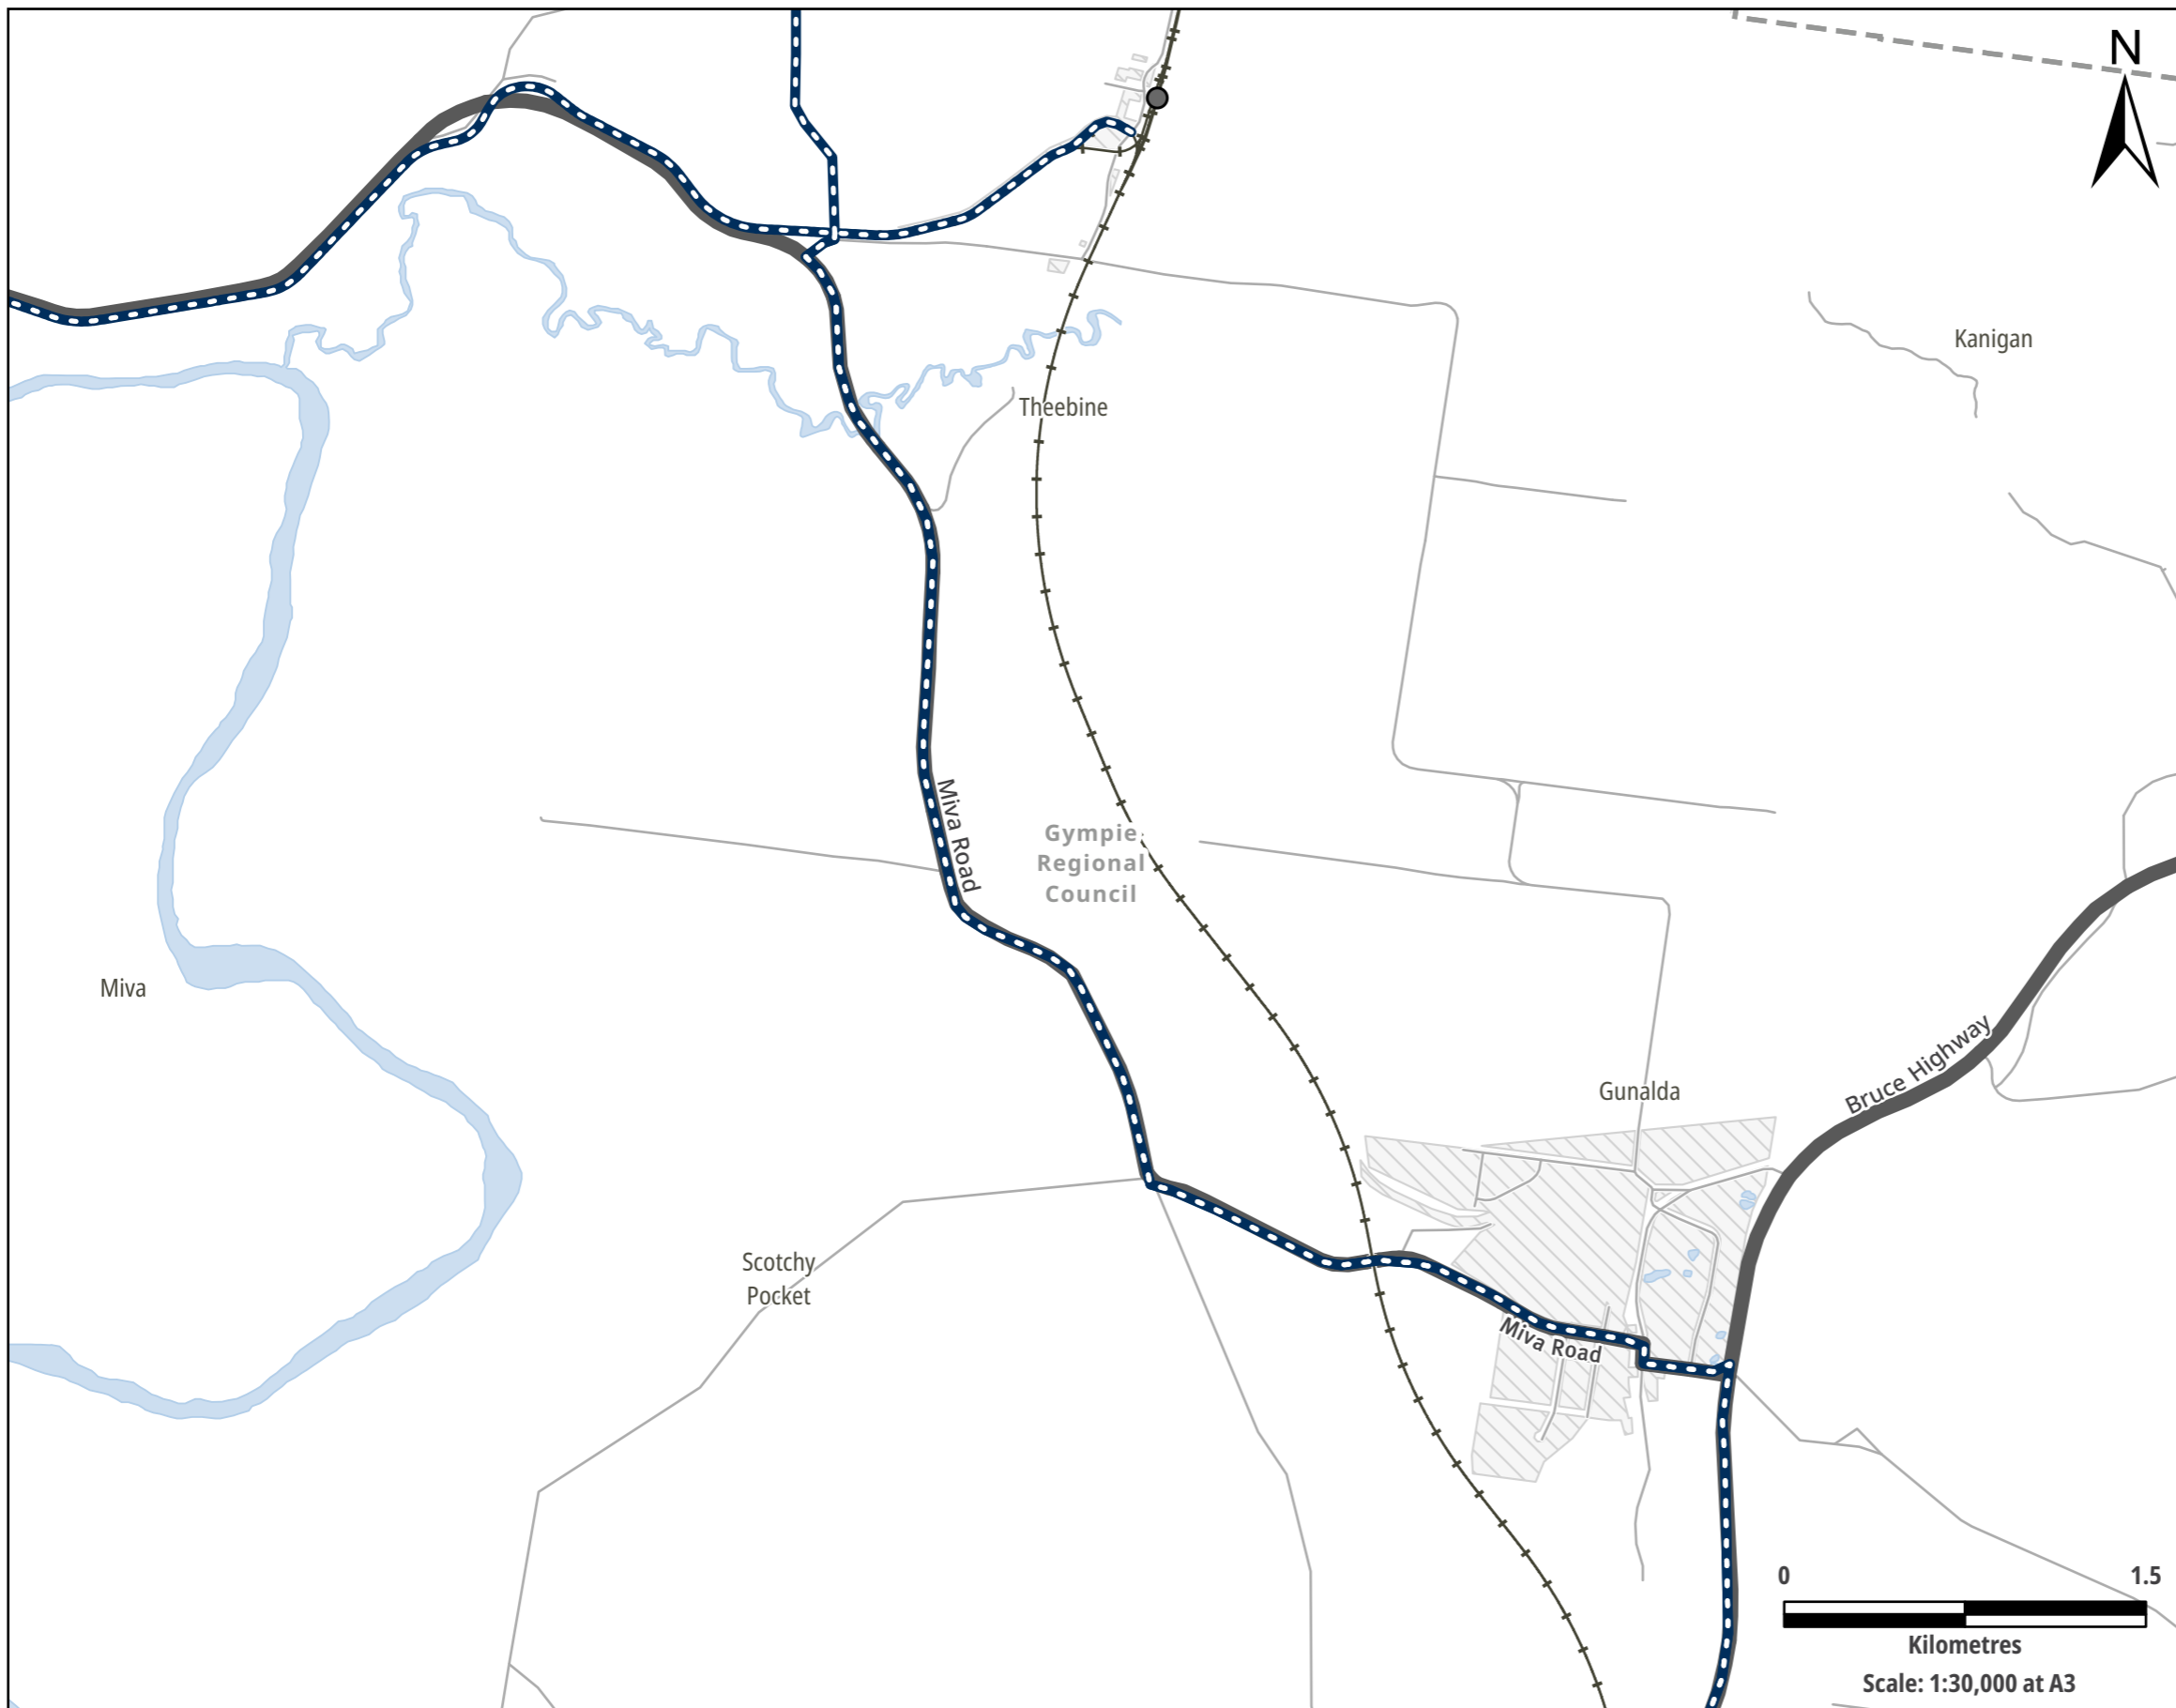 N
Kanigan
Theebine
Miva Road
Gympie
Regional
Council
Miva
Bruce Highway
Gunalda
Scotchy
Pocket
Miva Road
0 1.5
Kilometres
Scale: 1:30,000 at A3